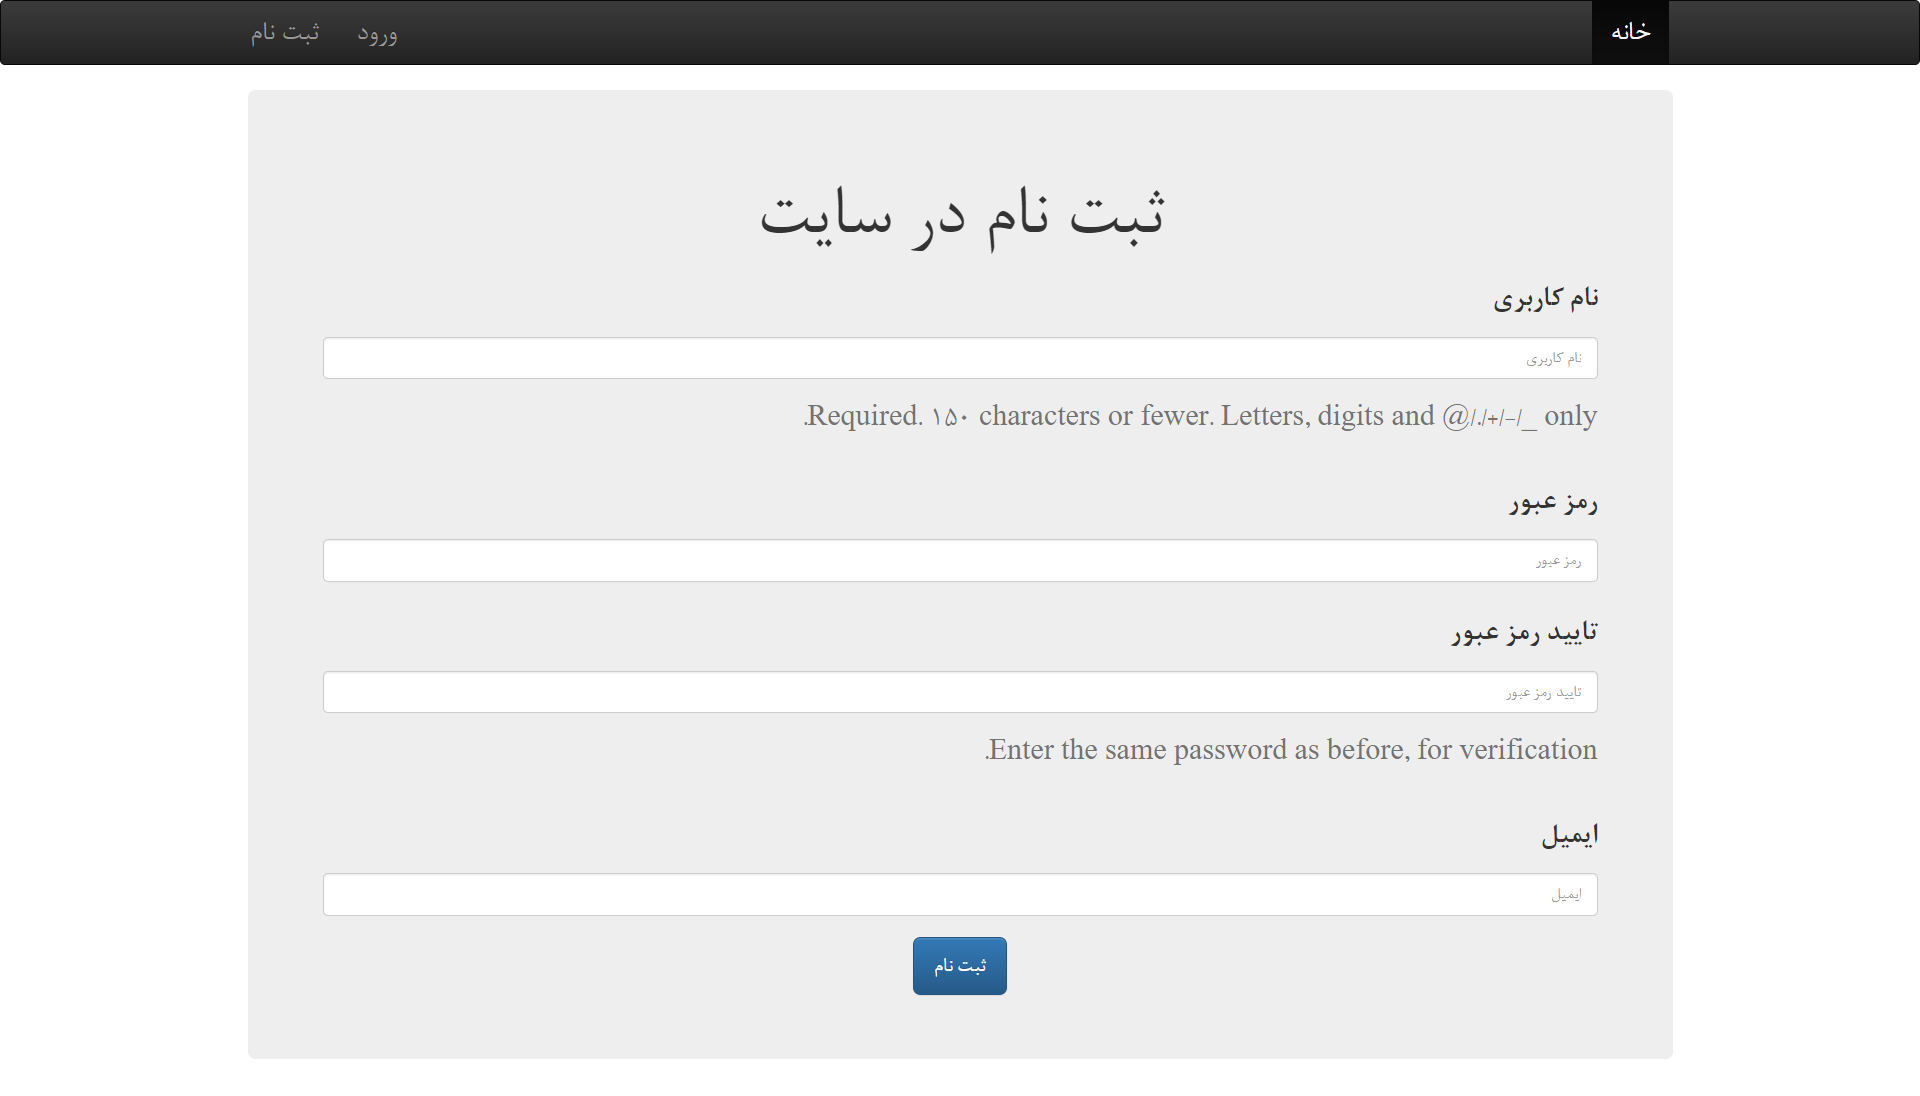 خانه
ورود
ثبت نام
ثبت نام در سایت
نام کاربری
نام کاربری
Required. ۱۵۰ characters or fewer. Letters, digits and @/./+/-/_ only.
رمز عبور
رمز عبور
تایید رمز عبور
تایید رمز عبور
Enter the same password as before, for verification.
ایمیل
ایمیل
ثبت نام